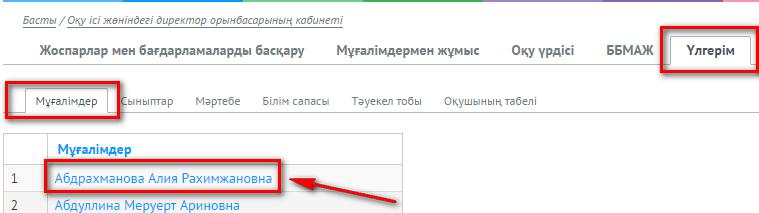 Басты / Оқу ісі жөніндегі директор орынбасарының кабинеті
Жоспарлар мен бағдарламаларды басқару Мұғалімдермен жұмыс Оқу үрдісі ББМАЖ Үлгерім
Мұғалімдер Сыныптар Мәртебе Білім сапасы Тәуекел тобы Оқушының табелі
Мұғалімдер
1 Абдрахманова Алия Рахимжановна
2 Абдуллина Меруерт Ариновна